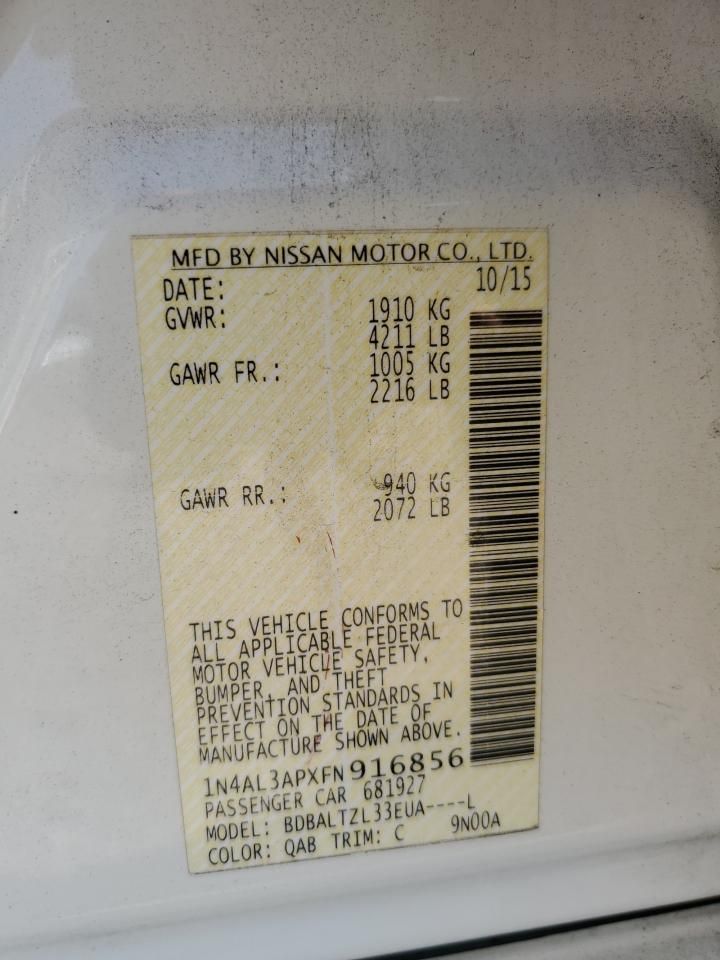 MFD BY NISSAN MOTOR CO., LTD.
DATE: 10/15
GVWR: 1910 KG
4211 LB
GAWR FR.: 1005 KG
2216 LB
GAWR RR.: 940 KG
2072 LB
THIS VEHICLE CONFORMS TO
ALL APPLICABLE FEDERAL
MOTOR VEHICLE SAFETY,
BUMPER, AND THEFT
PREVENTION STANDARDS IN
EFFECT ON THE DATE OF
MANUFACTURE SHOWN ABOVE.
1N4AL3APXFN916856
PASSENGER CAR 681927
MODEL: BDBALTZL33EUA----L
COLOR: QAB TRIM: C 9N00A